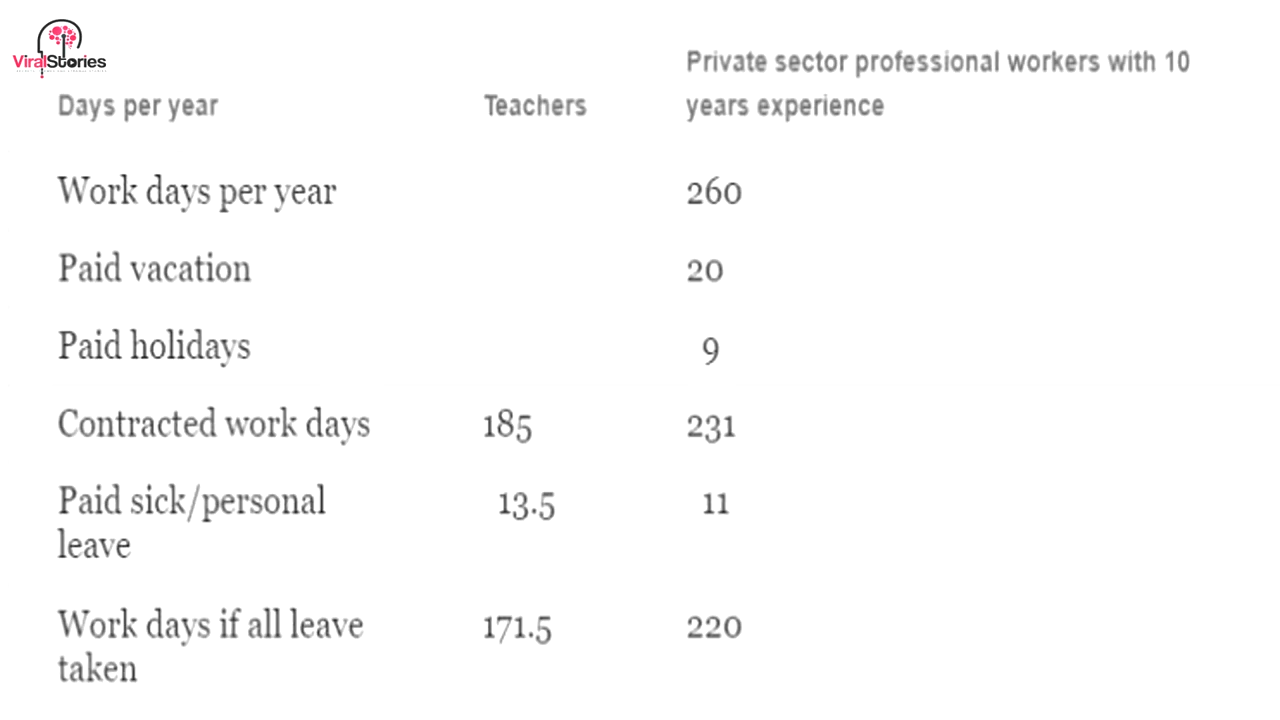 ViralStories
Private sector professional workers with 10
Days per year Teachers years experience
Work days per year 260
Paid vacation 20
Paid holidays 9
Contracted work days 185 231
Paid sick/personal 13.5 11
leave
Work days if all leave 171.5 220
taken